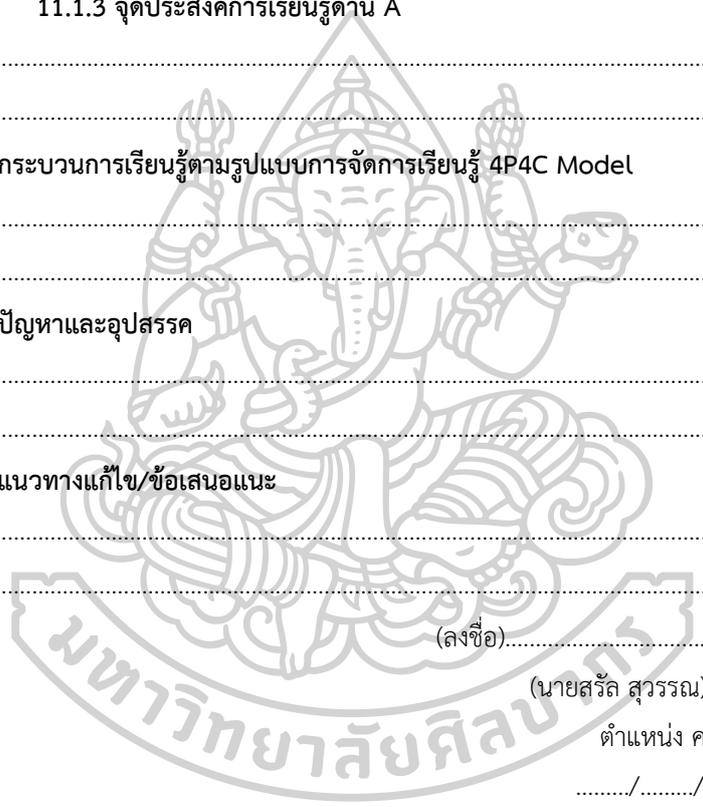 11.1.3 จุดประสงค์การเรียนรู้ด้าน A
........................................................................................................................
........................................................................................................................
กระบวนการเรียนรู้ตามรูปแบบการจัดการเรียนรู้ 4P4C Model
........................................................................................................................
........................................................................................................................
ปัญหาและอุปสรรค
........................................................................................................................
........................................................................................................................
แนวทางแก้ไข/ข้อเสนอแนะ
........................................................................................................................
........................................................................................................................
(ลงชื่อ)..................................
(นายสรัล สุวรรณ)
ตำแหน่ง ค
........./........./
มหาวิทยาลัยศิลปากร